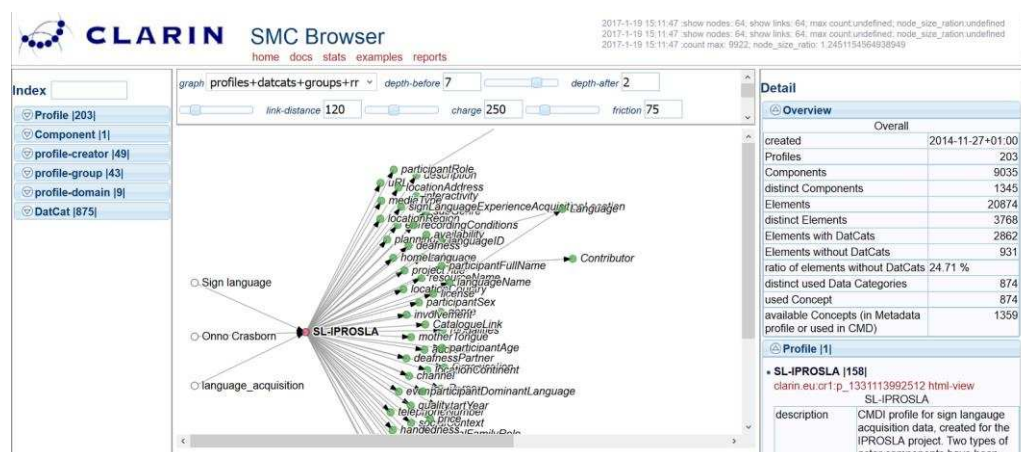 CLARIN
SMC Browser
home docs stats examples reports
2017-1-19 15:11:47 :show nodes: 64; show links: 64; max count:undefined; node_size_ration:undefined
2017-1-19 15:11:47 :show nodes: 64; show links: 64; max count:undefined; node_size_ration:undefined
2017-1-19 15:11:47 :count max: 9922; node_size_ratio: 1.2451154564938949
Index
Profile |203|
Component |1|
profile-creator |49|
profile-group |43|
profile-domain |9|
DatCat |875|
graph profiles+datcats+groups+rr depth-before 7 depth-after 2
link-distance 120 charge 250 friction 75
participantRole
description
url
locationAddress
interactivity
mediaType
signLanguageExperienceAcquisitionLocation
Language
locationRegion
recordingConditions
availability
languageID
deafness
homeLanguage
participantFullName
Contributor
resourceName
languageName
Sign language
locationCountry
license
participantSex
involvement
CatalogueLink
SL-IPROSLA
Onno Crasborn
motherTongue
participantAge
deafnessPartner
locationContinent
channel
language_acquisition
participantDominantLanguage
price
telephoneNumber
socialContext
handedness
Detail
Overview
Overall
created 2014-11-27+01:00
Profiles 203
Components 9035
distinct Components 1345
Elements 20874
distinct Elements 3768
Elements with DatCats 2862
Elements without DatCats 931
ratio of elements without DatCats 24.71 %
distinct used Data Categories 874
used Concept 874
available Concepts (in Metadata
profile or used in CMD) 1359
Profile |1|
SL-IPROSLA |158|
clarin.eu:cr1:p_1331113992512 html-view
SL-IPROSLA
description CMDI profile for sign langauge
acquisition data, created for the
IPROSLA project. Two types of